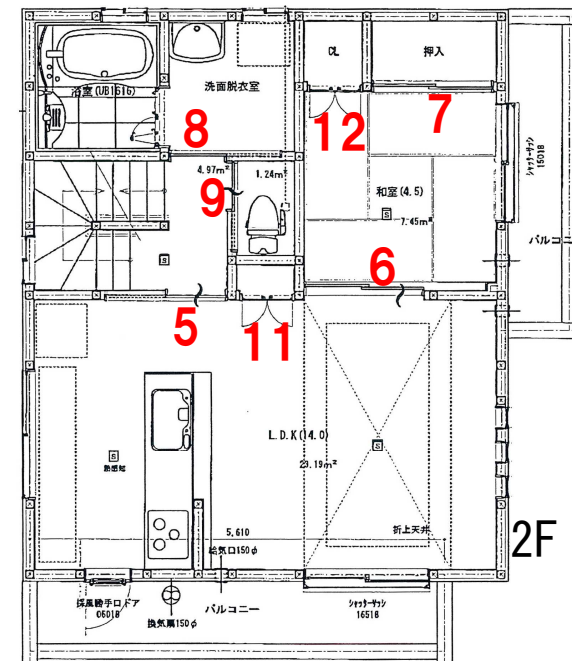 CL
押入
浴室(UB1616)
洗面脱衣室
12
7
8
シャッターサッシ
15018
4.97m²
1.24m²
9
和室(4.5)
S
7.45m²
バルコニー
S
6
5
11
L.D.K(14.0)
S
S
熱感知
23.19m²
5,610
折上天井
2F
給気口150φ
採風勝手口ドア
06018
換気扇150φ
バルコニー
シャッターサッシ
16518